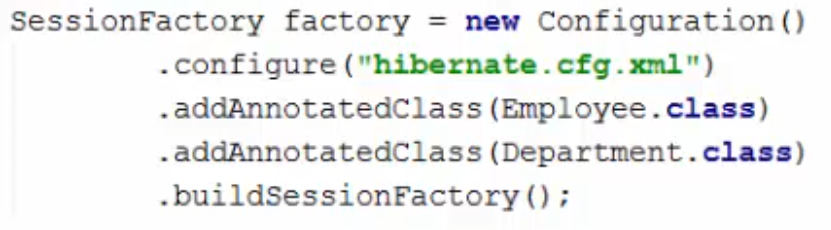 SessionFactory factory = new Configuration()
.configure("hibernate.cfg.xml")
.addAnnotatedClass(Employee.class)
.addAnnotatedClass(Department.class)
.buildSessionFactory();